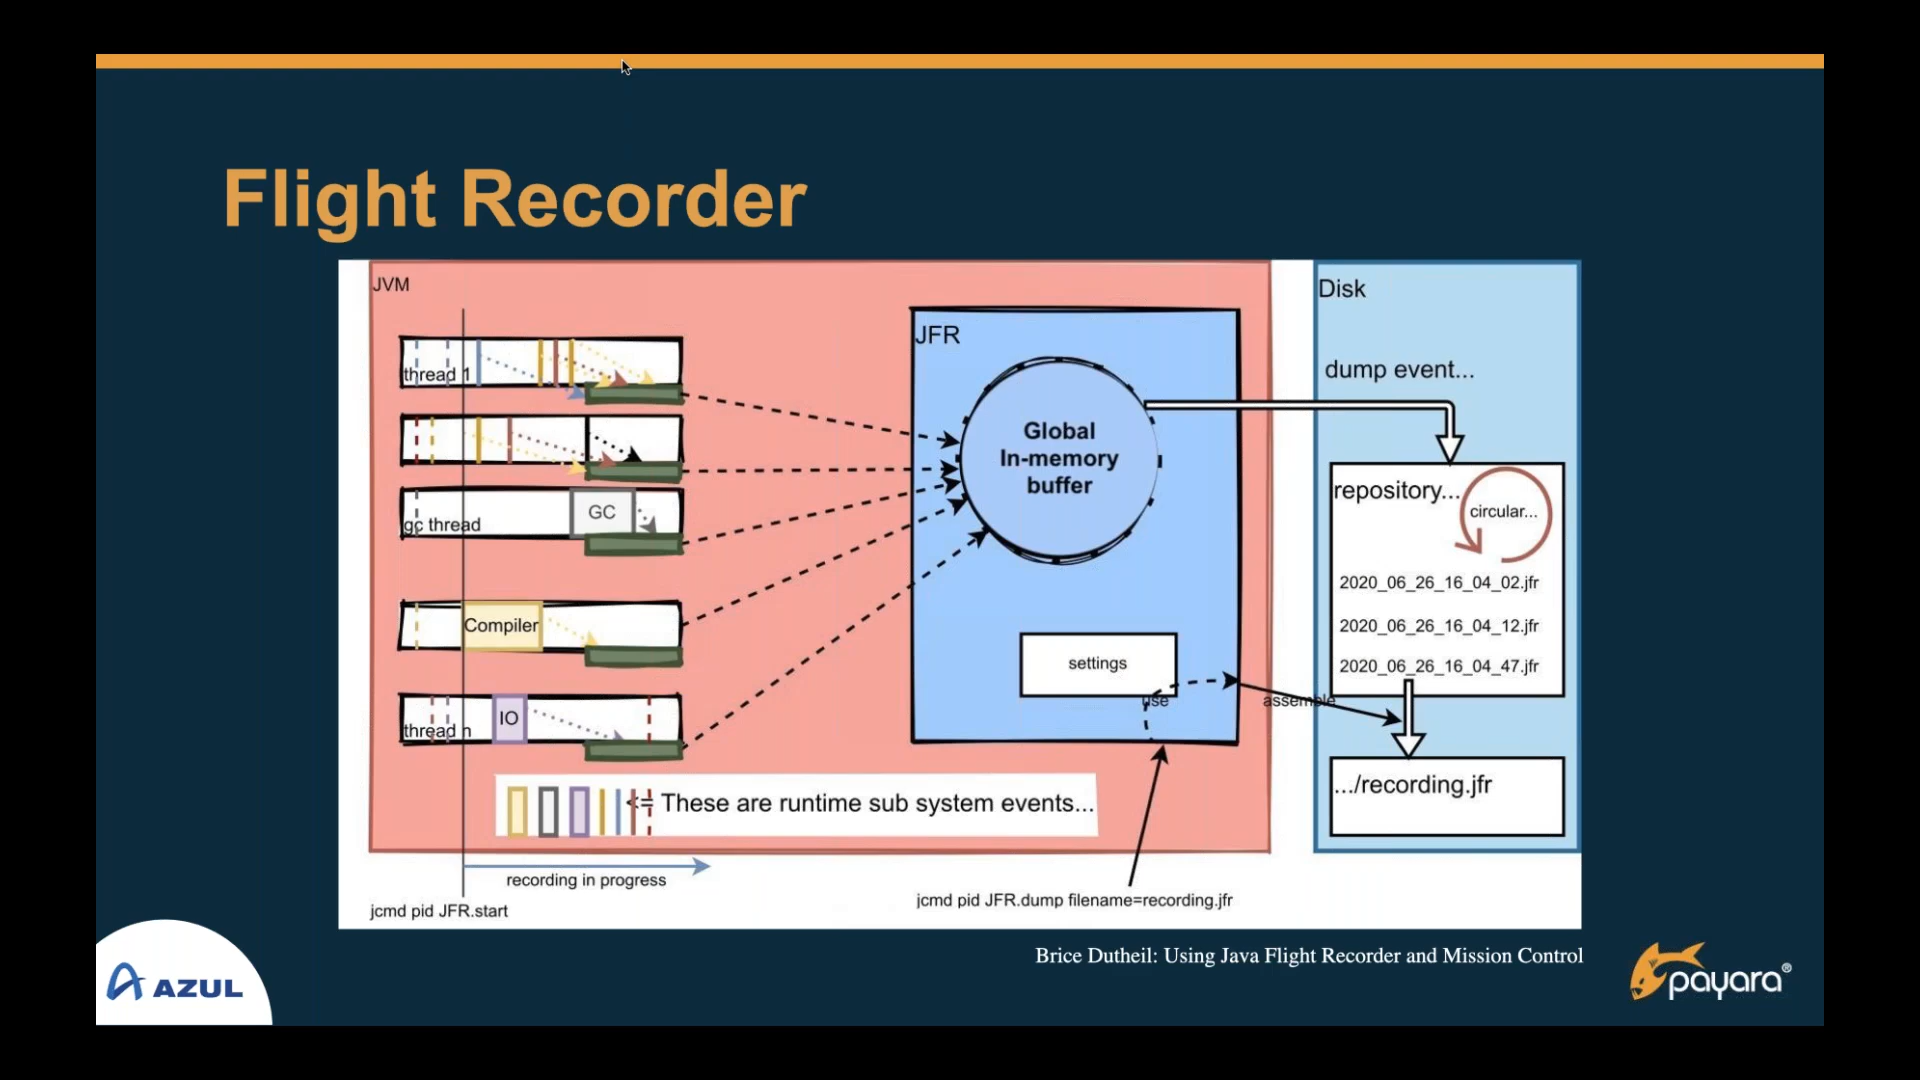 Flight Recorder
JVM
thread 1
gc thread
GC
Compiler
thread n
IO
<= These are runtime sub system events...
recording in progress
jcmd pid JFR.start
JFR
Global
In-memory
buffer
settings
use
assemble
jcmd pid JFR.dump filename=recording.jfr
Disk
dump event...
repository...
circular...
2020_06_26_16_04_02.jfr
2020_06_26_16_04_12.jfr
2020_06_26_16_04_47.jfr
.../recording.jfr
Brice Dutheil: Using Java Flight Recorder and Mission Control
AZUL
payara®